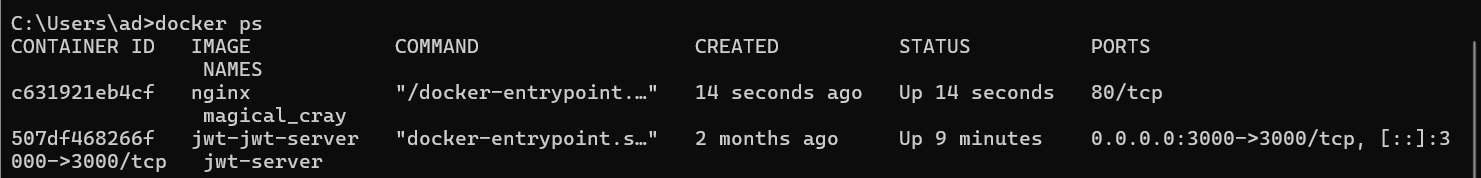 C:\Users\ad>docker ps
CONTAINER ID   IMAGE            COMMAND                  CREATED          STATUS          PORTS
                NAMES
c631921eb4cf   nginx            "/docker-entrypoint.…"   14 seconds ago   Up 14 seconds   80/tcp
                magical_cray
507df468266f   jwt-jwt-server   "docker-entrypoint.s…"   2 months ago     Up 9 minutes    0.0.0.0:3000->3000/tcp, [::]:3
000->3000/tcp   jwt-server